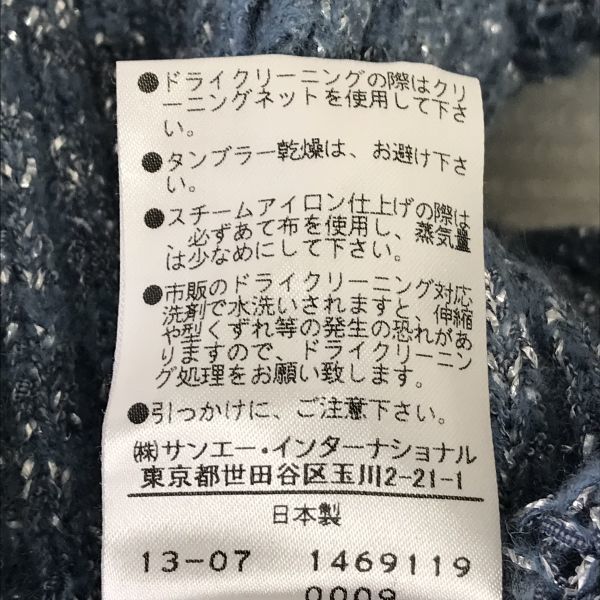 ●ドライクリーニングの際はクリ
ーニングネットを使用して下さ
い。
●タンブラー乾燥は、お避け下さ
い。
●スチームアイロン仕上げの際は
、必ずあて布を使用し、蒸気量
は少なめにして下さい。
●市販のドライクリーニング対応
洗剤で水洗いされますと、伸縮
や型くずれ等の発生の恐れがあ
りますので、ドライクリーニン
グ処理をお願い致します。
●引っかけに、ご注意下さい。
㈱サンエー・インターナショナル
東京都世田谷区玉川2-21-1
日本製
13-07 1469119
0009